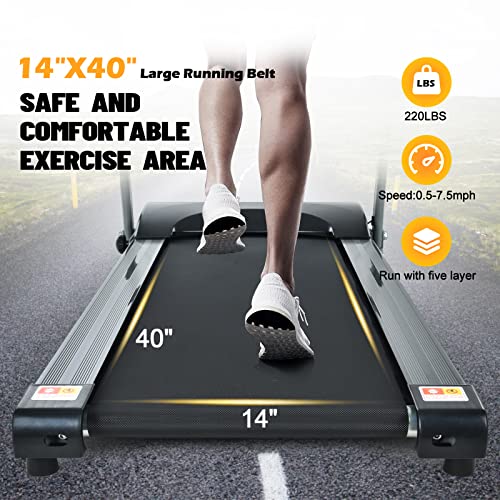 14"X40" Large Running Belt
SAFE AND
COMFORTABLE
EXERCISE AREA
LBS
220LBS
Speed:0.5-7.5mph
Run with five layer
40"
14"